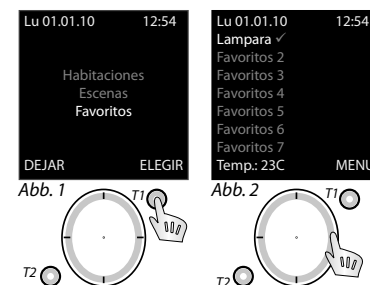 Lu 01.01.10 12:54
Habitaciones
Escenas
Favoritos
DEJAR ELEGIR
Abb. 1
T1
T2
Lu 01.01.10 12:54
Lampara ✓
Favoritos 2
Favoritos 3
Favoritos 4
Favoritos 5
Favoritos 6
Favoritos 7
Temp.: 23C MENU
Abb. 2
T1
T2